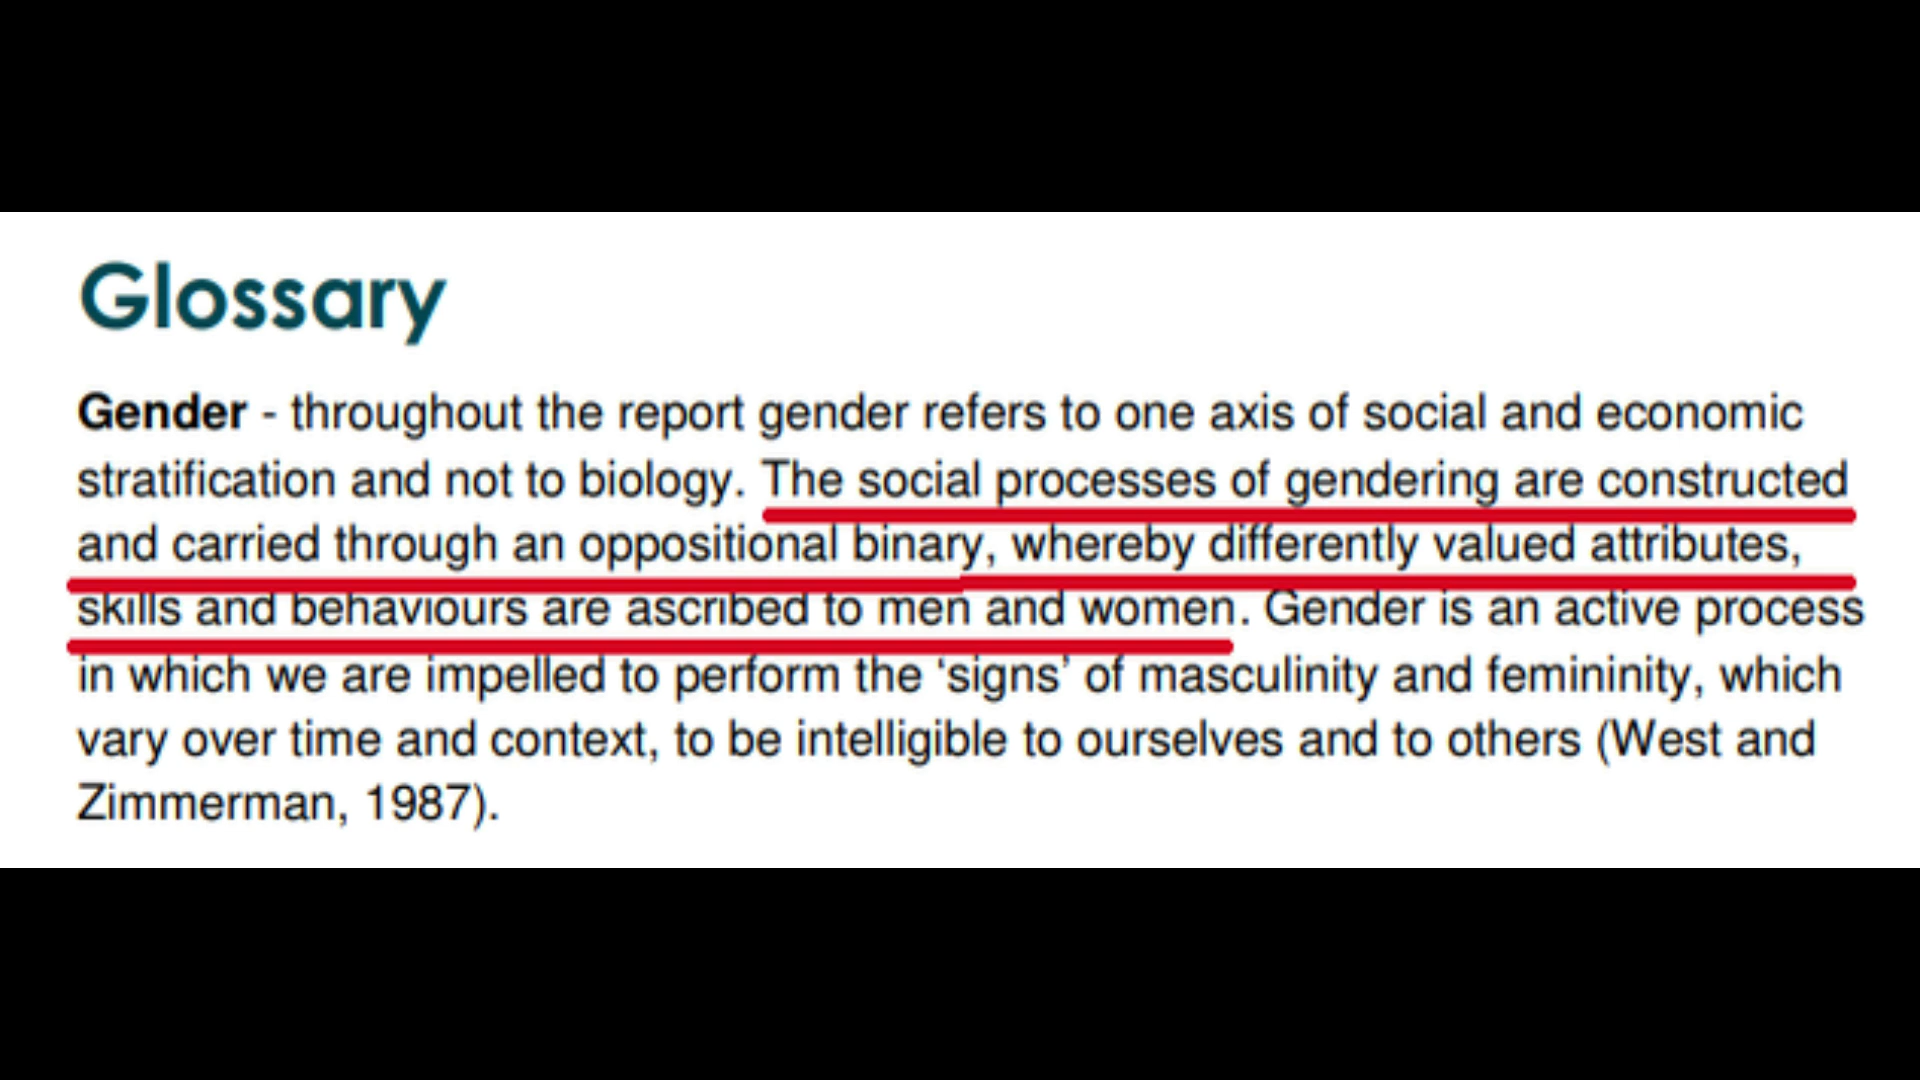 Glossary
Gender - throughout the report gender refers to one axis of social and economic
stratification and not to biology. The social processes of gendering are constructed
and carried through an oppositional binary, whereby differently valued attributes,
skills and behaviours are ascribed to men and women. Gender is an active process
in which we are impelled to perform the ‘signs’ of masculinity and femininity, which
vary over time and context, to be intelligible to ourselves and to others (West and
Zimmerman, 1987).